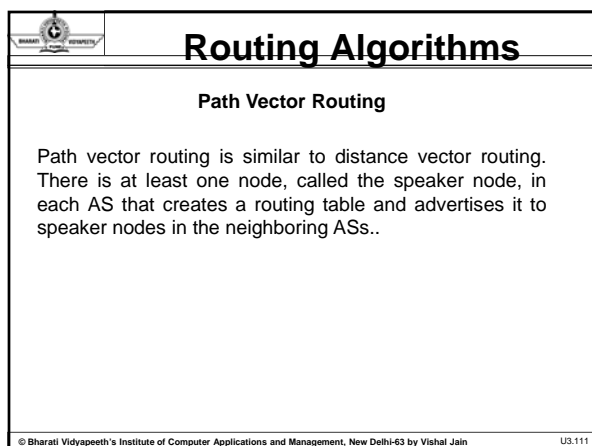 BHARATI
VIDYAPEETH
PUNE
Routing Algorithms
Path Vector Routing
Path vector routing is similar to distance vector routing.
There is at least one node, called the speaker node, in
each AS that creates a routing table and advertises it to
speaker nodes in the neighboring ASs..
© Bharati Vidyapeeth's Institute of Computer Applications and Management, New Delhi-63 by Vishal Jain
U3.111